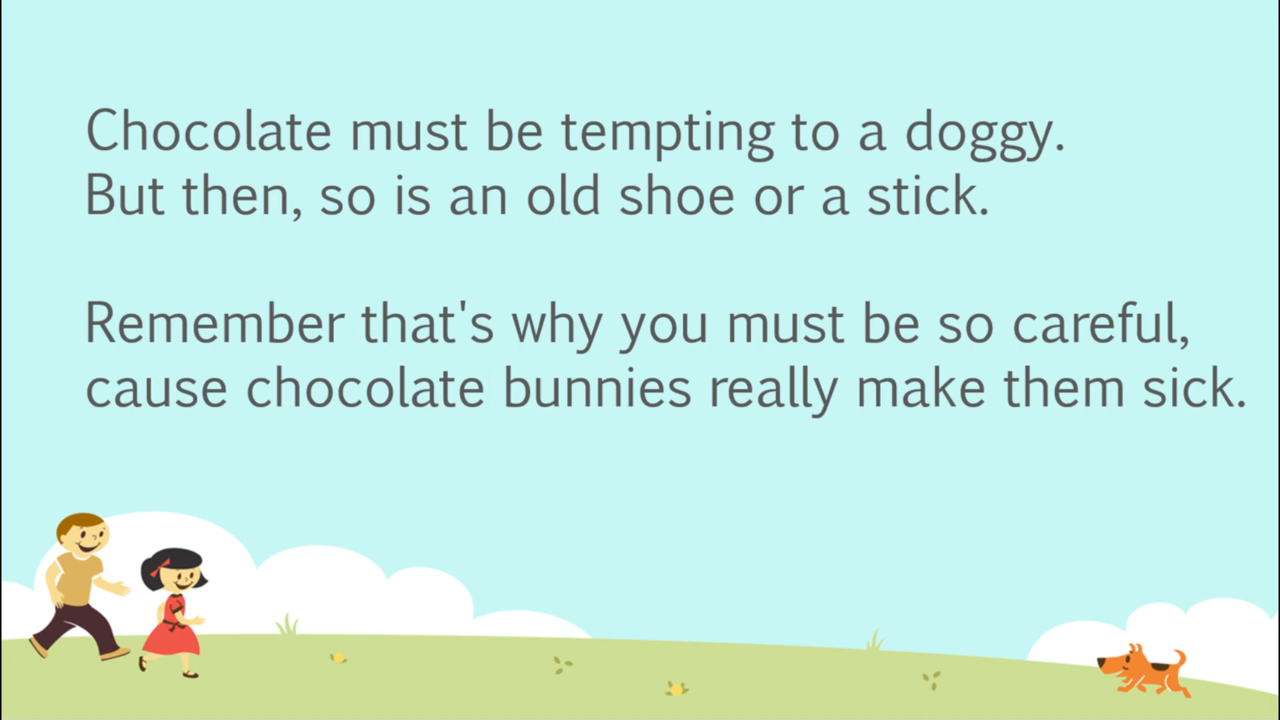 Chocolate must be tempting to a doggy.
But then, so is an old shoe or a stick.
Remember that's why you must be so careful,
cause chocolate bunnies really make them sick.